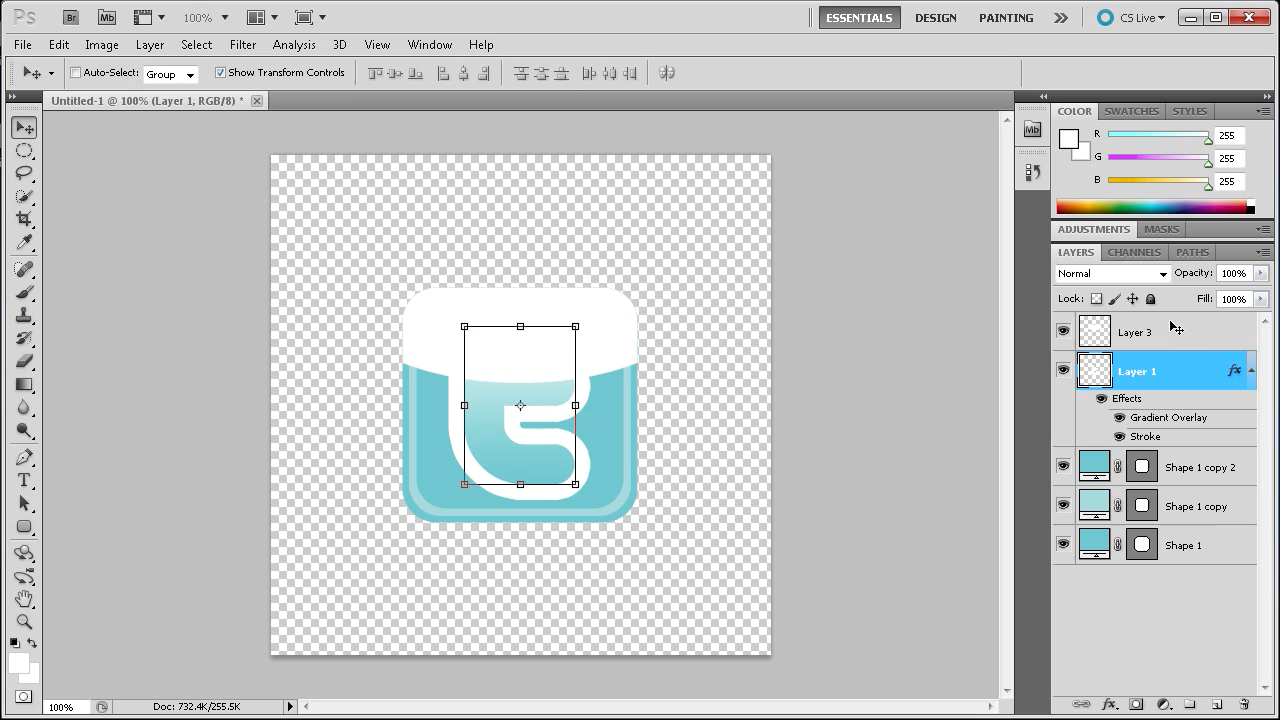 Ps Br Mb 100% ESSENTIALS DESIGN PAINTING CS Live
File Edit Image Layer Select Filter Analysis 3D View Window Help
Auto-Select: Group Show Transform Controls
Untitled-1 @ 100% (Layer 1, RGB/8) *
COLOR SWATCHES STYLES
Mb
R 255
G 255
B 255
ADJUSTMENTS MASKS
LAYERS CHANNELS PATHS
Normal Opacity: 100%
Lock: Fill: 100%
Layer 3
Layer 1 fx
Effects
Gradient Overlay
Stroke
Shape 1 copy 2
Shape 1 copy
Shape 1
T
100% Doc: 732.4K/255.5K fx.